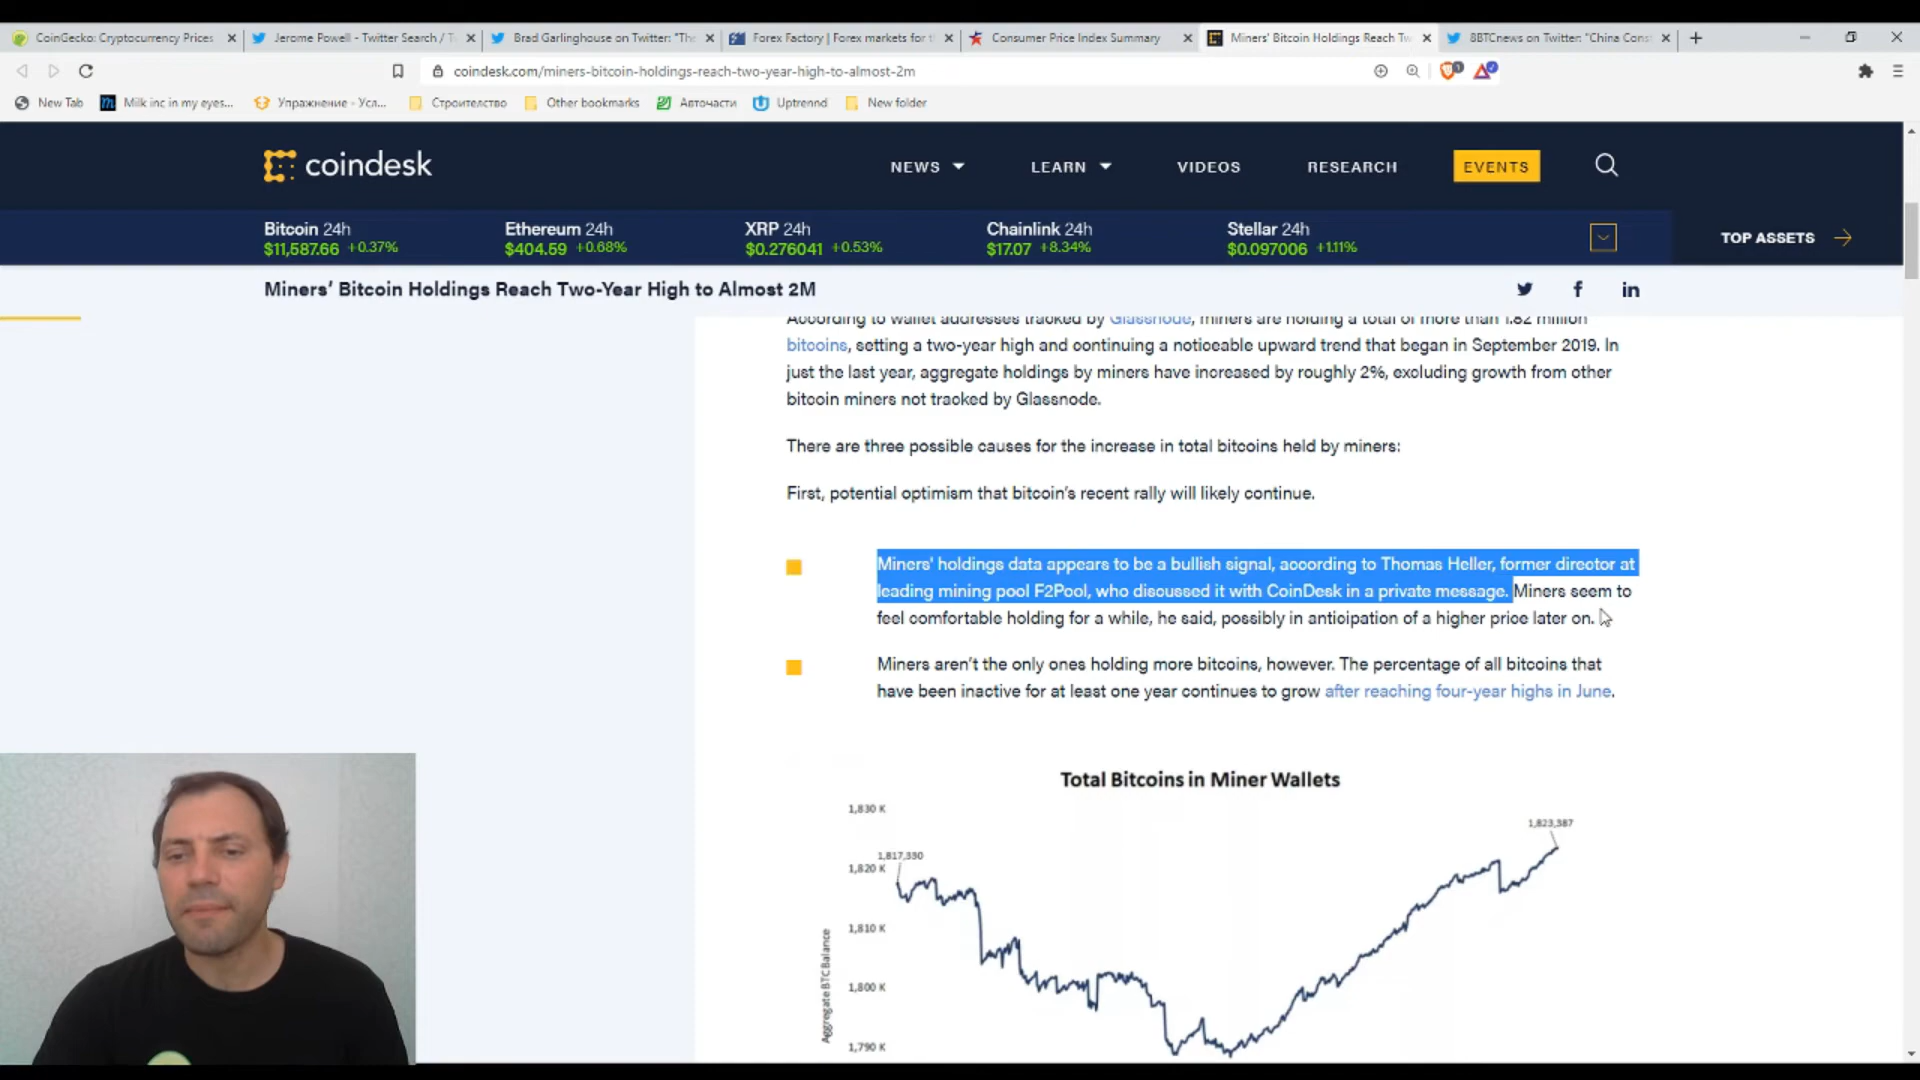 CoinGecko: Cryptocurrency Prices
Jerome Powell - Twitter Search / T
Brad Garlinghouse on Twitter: "The
Forex Factory | Forex markets for t
Consumer Price Index Summary
Miners' Bitcoin Holdings Reach Tw
8BTCnews on Twitter: "China Cons
coindesk.com/miners-bitcoin-holdings-reach-two-year-high-to-almost-2m
New Tab
Milk inc in my eyes...
Упражнение - Усл...
Строителство
Other bookmarks
Авточасти
Uptrennd
New folder
coindesk
NEWS
LEARN
VIDEOS
RESEARCH
EVENTS
Bitcoin 24h
$11,587.66 +0.37%
Ethereum 24h
$404.59 +0.68%
XRP 24h
$0.276041 +0.53%
Chainlink 24h
$17.07 +8.34%
Stellar 24h
$0.097006 +1.11%
TOP ASSETS
Miners' Bitcoin Holdings Reach Two-Year High to Almost 2M
According to wallet addresses tracked by Glassnode, miners are holding a total of more than 1.82 million
bitcoins, setting a two-year high and continuing a noticeable upward trend that began in September 2019. In
just the last year, aggregate holdings by miners have increased by roughly 2%, excluding growth from other
bitcoin miners not tracked by Glassnode.
There are three possible causes for the increase in total bitcoins held by miners:
First, potential optimism that bitcoin's recent rally will likely continue.
Miners' holdings data appears to be a bullish signal, according to Thomas Heller, former director at
leading mining pool F2Pool, who discussed it with CoinDesk in a private message. Miners seem to
feel comfortable holding for a while, he said, possibly in anticipation of a higher price later on.
Miners aren't the only ones holding more bitcoins, however. The percentage of all bitcoins that
have been inactive for at least one year continues to grow after reaching four-year highs in June.
Total Bitcoins in Miner Wallets
1,830 K
1,823,387
1,817,330
1,820 K
1,810 K
1,800 K
1,790 K
Aggregate BTC Balance